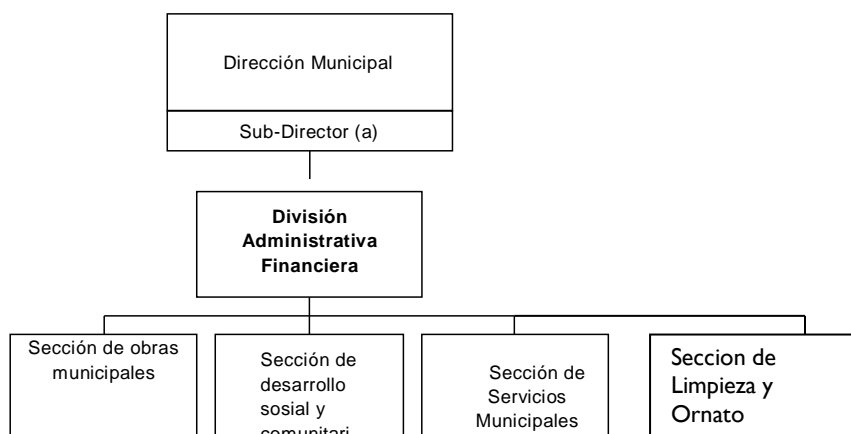 Dirección Municipal
Sub-Director (a)
División
Administrativa
Financiera
Sección de obras
municipales
Sección de
desarrollo
sosial y
comunitari
Sección de
Servicios
Municipales
Seccion de
Limpieza y
Ornato